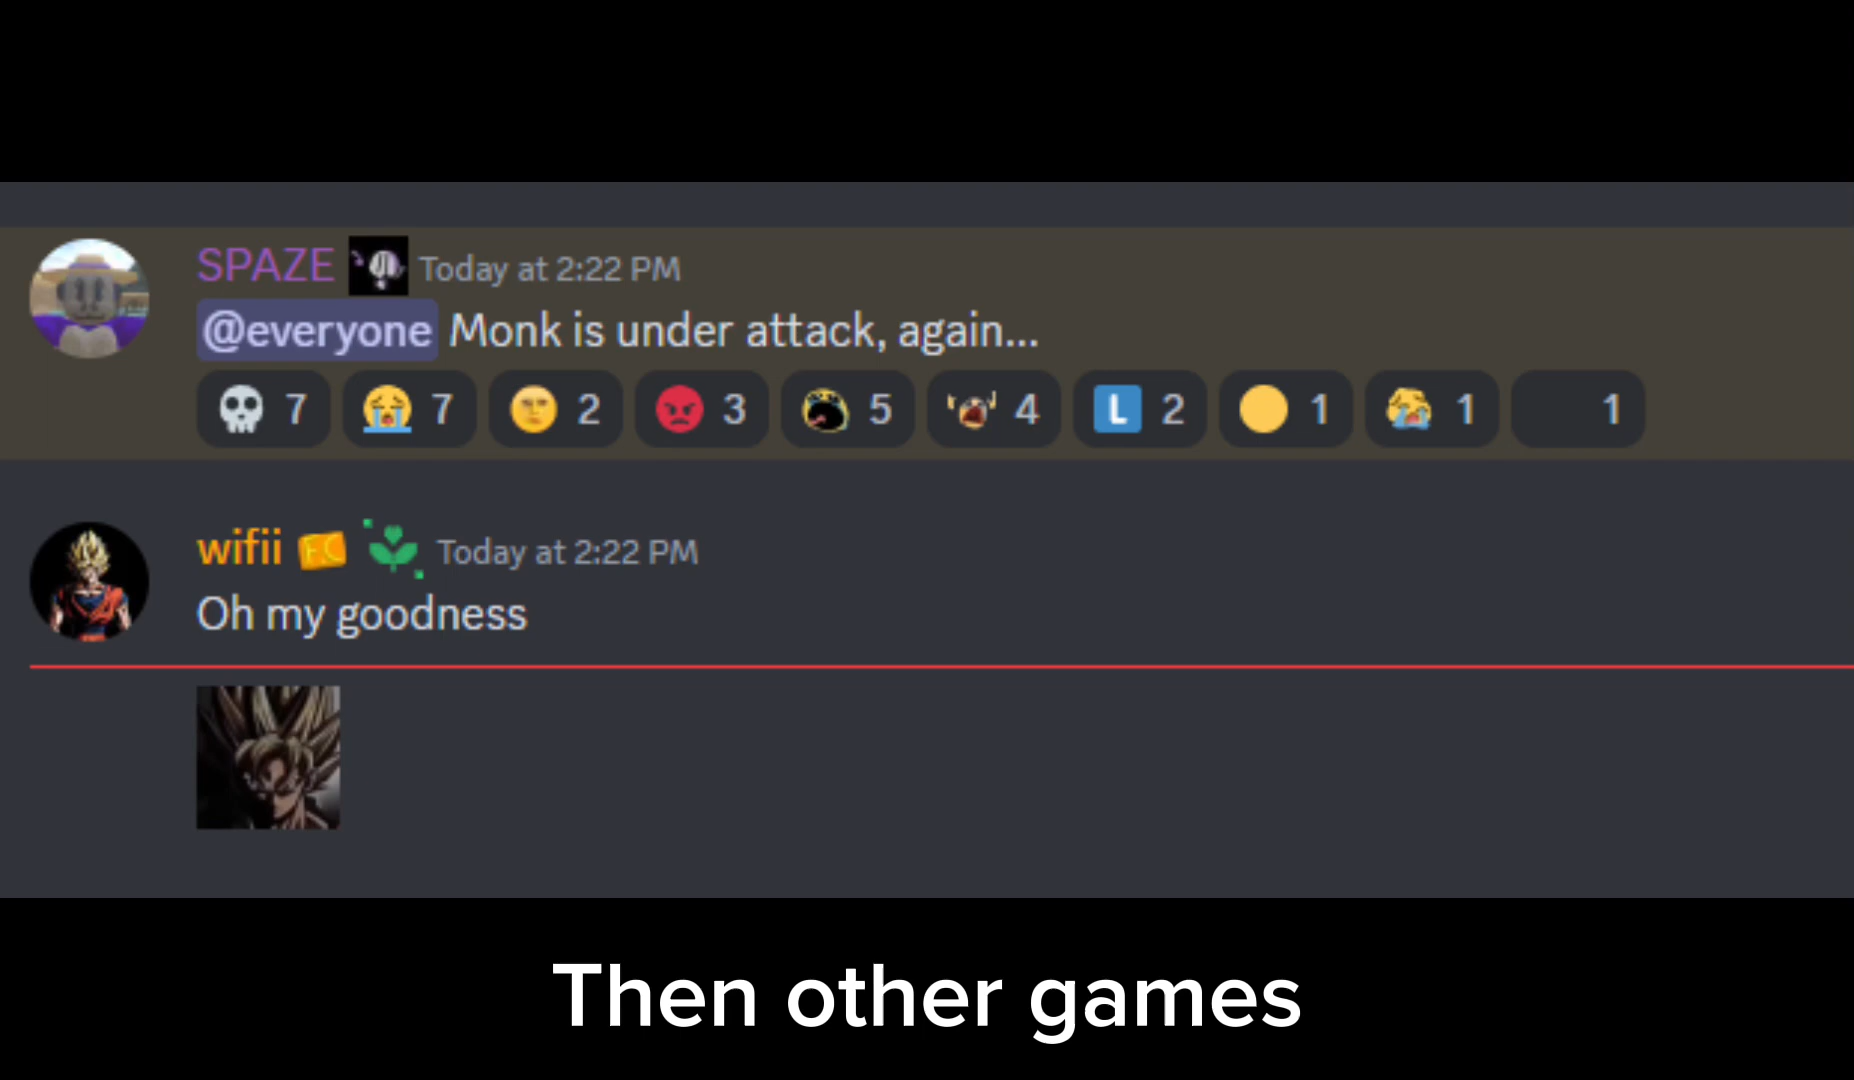 SPAZE Today at 2:22 PM
@everyone Monk is under attack, again...
7 7 2 3 5 4 L 2 1 1 1
wifii FC Today at 2:22 PM
Oh my goodness
Then other games